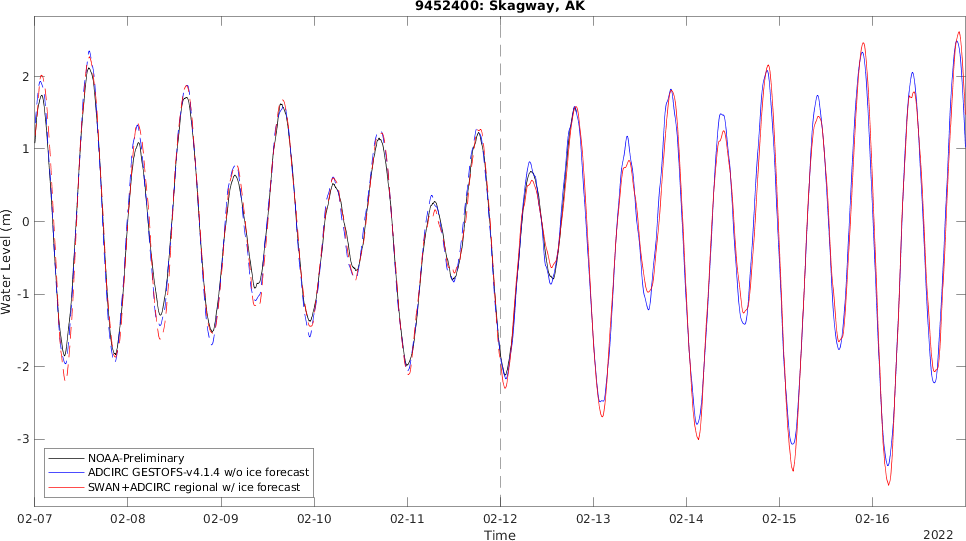 9452400: Skagway, AK
Water Level (m)
2
1
0
-1
-2
-3
NOAA-Preliminary
ADCIRC GESTOFS-v4.1.4 w/o ice forecast
SWAN+ADCIRC regional w/ ice forecast
02-07 02-08 02-09 02-10 02-11 02-12 02-13 02-14 02-15 02-16
Time
2022